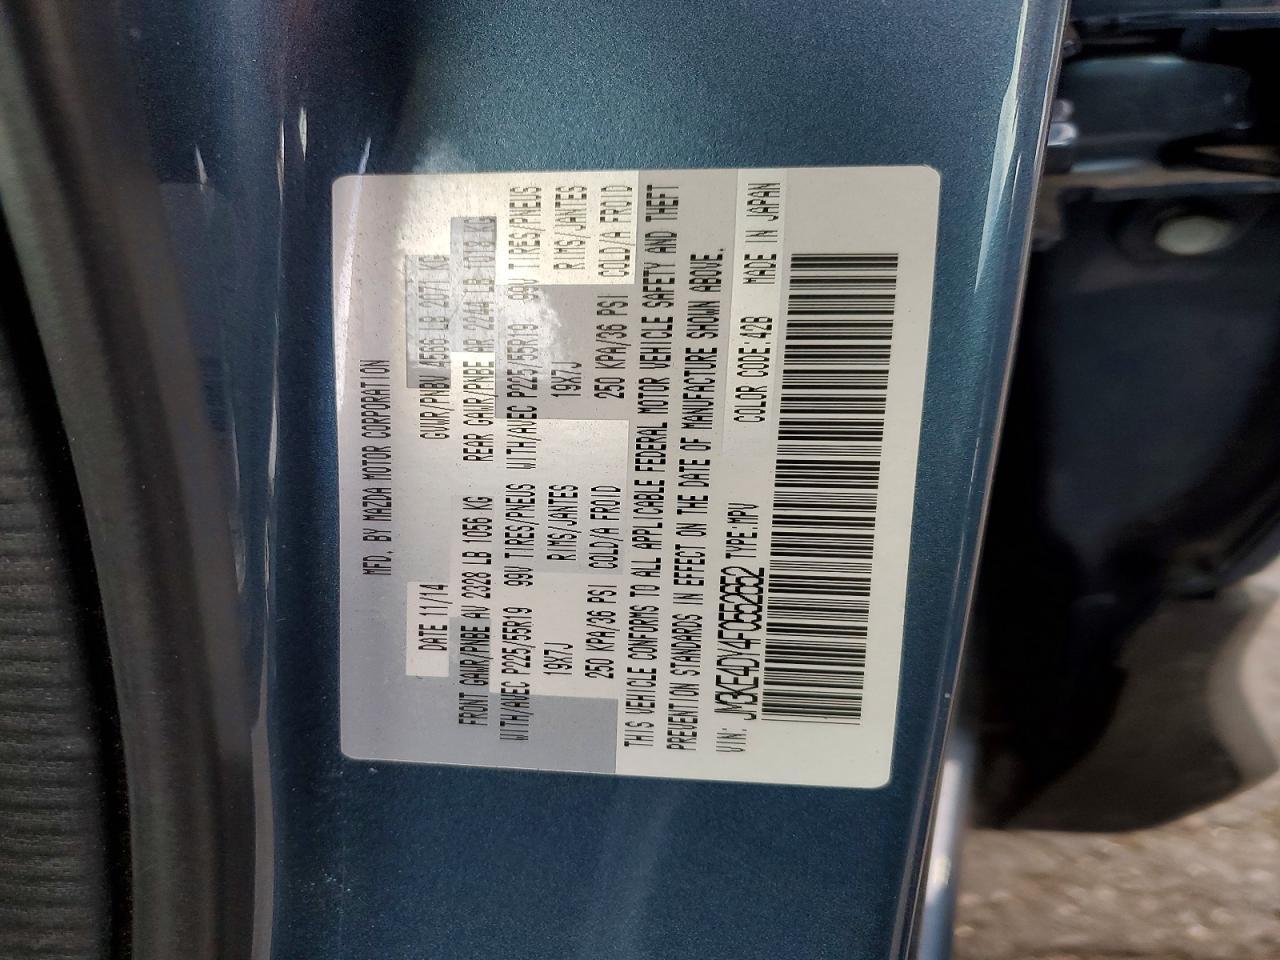 MFD. BY MAZDA MOTOR CORPORATION
DATE 11/14 GVWR/PNBV 4566 LB 2071 KG
FRONT GAWR/PNBE AV 2328 LB 1056 KG REAR GAWR/PNBE AR 2244 LB 1018 KG
WITH/AVEC P225/55R19 99V TIRES/PNEUS WITH/AVEC P225/55R19 99V TIRES/PNEUS
19X7J RIMS/JANTES 19X7J RIMS/JANTES
250 KPA/36 PSI COLD/A FROID 250 KPA/36 PSI COLD/A FROID
THIS VEHICLE CONFORMS TO ALL APPLICABLE FEDERAL MOTOR VEHICLE SAFETY AND THEFT
PREVENTION STANDARDS IN EFFECT ON THE DATE OF MANUFACTURE SHOWN ABOVE.
VIN: JM3KE4DY4F0552652 TYPE:MPV COLOR CODE:42B MADE IN JAPAN